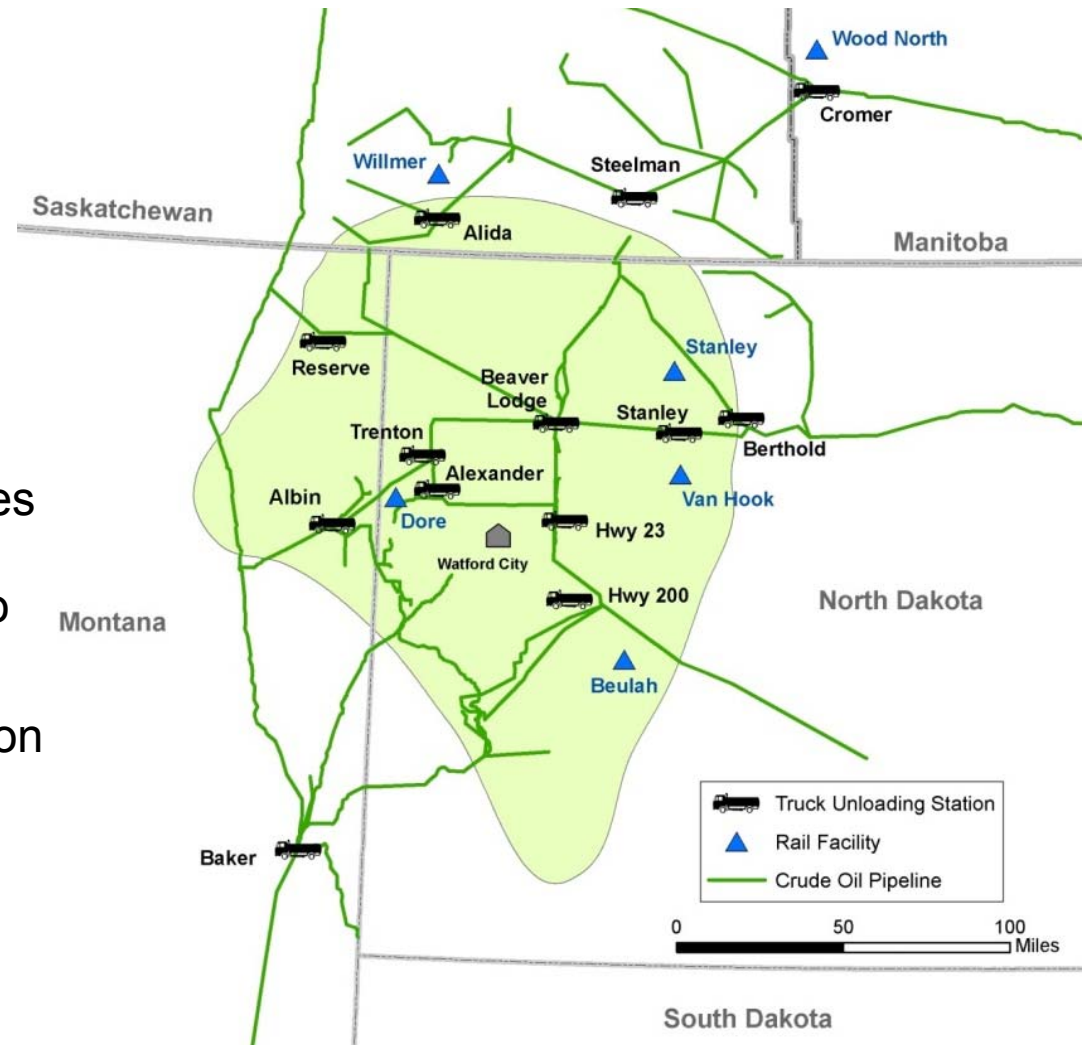 Wood North
Cromer
Willmer
Steelman
Saskatchewan
Alida
Manitoba
Reserve
Stanley
Beaver
Lodge
Stanley
Trenton
Berthold
Alexander
es
Albin
Dore
Van Hook
Hwy 23
Watford City
Hwy 200
North Dakota
o
Montana
Beulah
on
Truck Unloading Station
Rail Facility
Baker
Crude Oil Pipeline
0 50 100
Miles
South Dakota